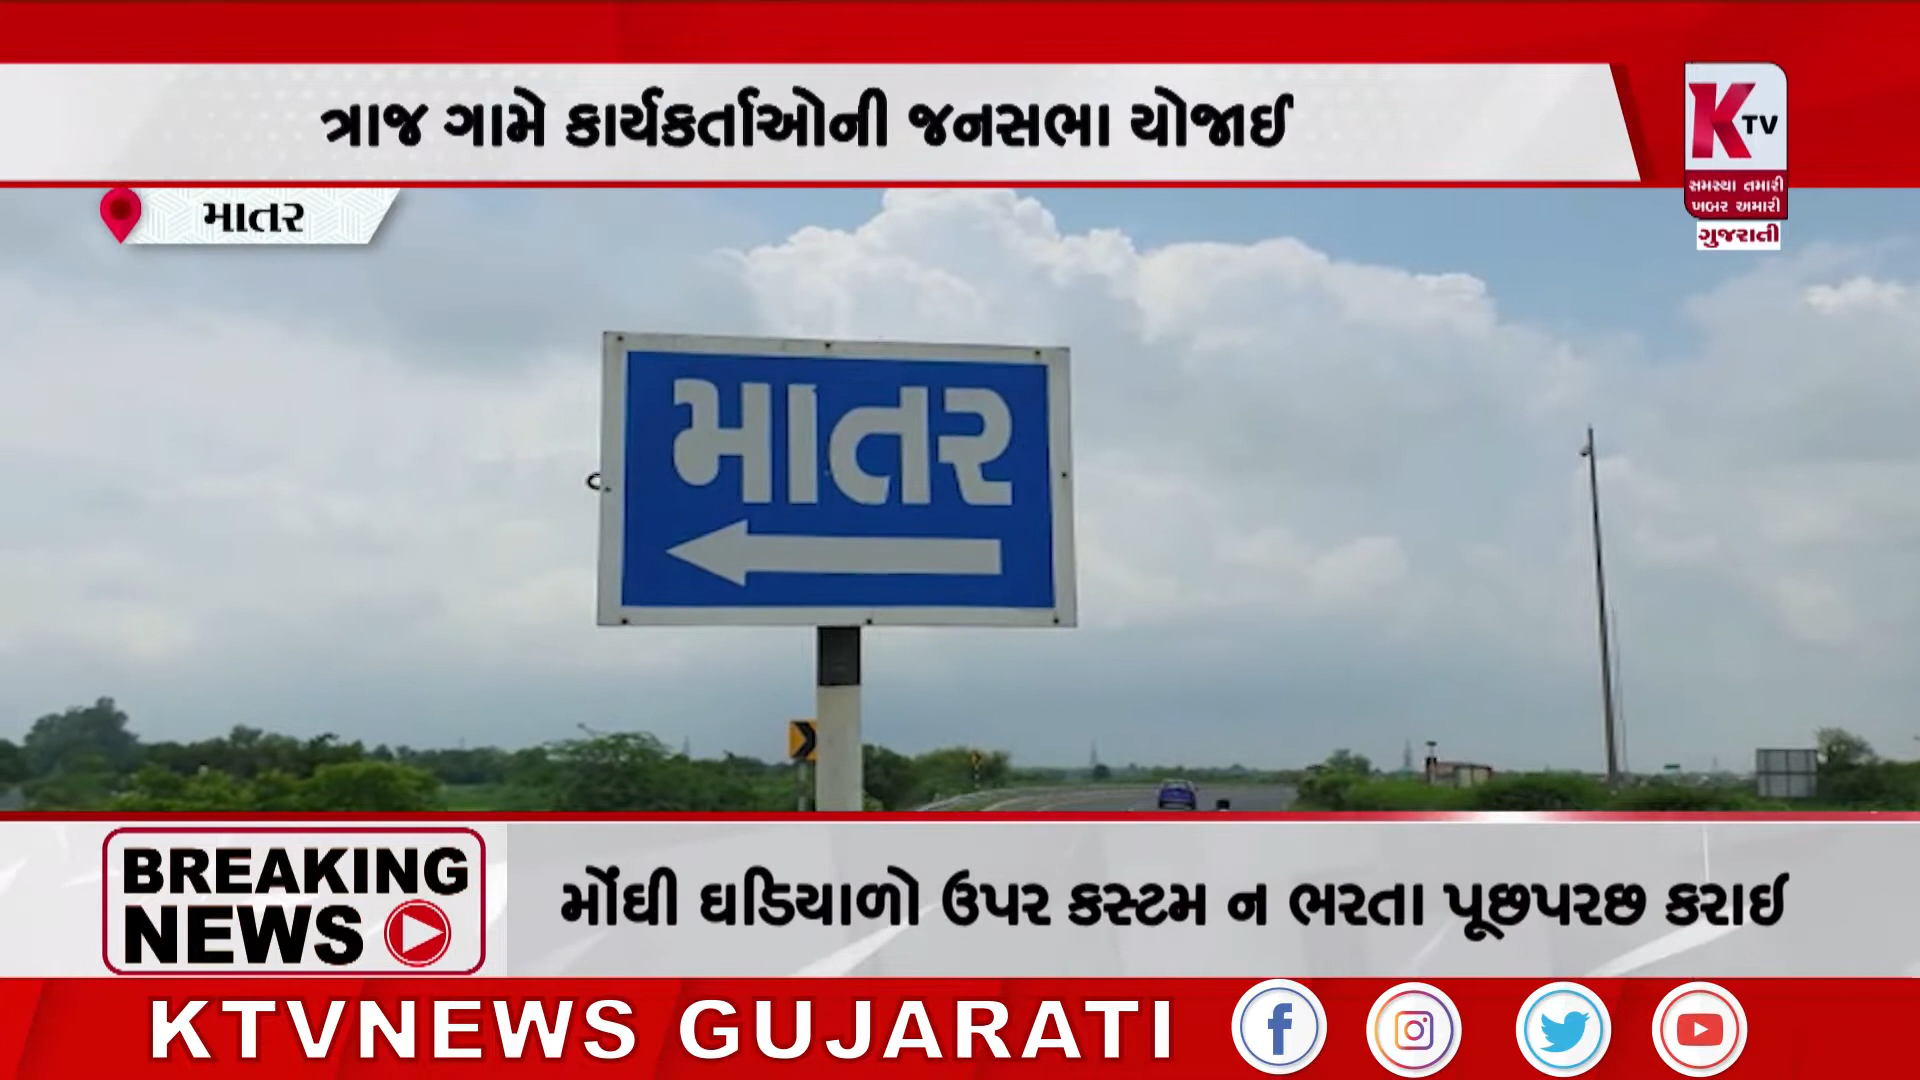 ત્રાજ ગામે કાર્યકર્તાઓની જનસભા યોજાઈ
K TV
સમસ્યા તમારી
ખબર અમારી
ગુજરાતી
માતર
માતર
BREAKING
NEWS
મોંઘી ઘડિયાળો ઉપર કસ્ટમ ન ભરતા પૂછપરછ કરાઈ
KTVNEWS GUJARATI